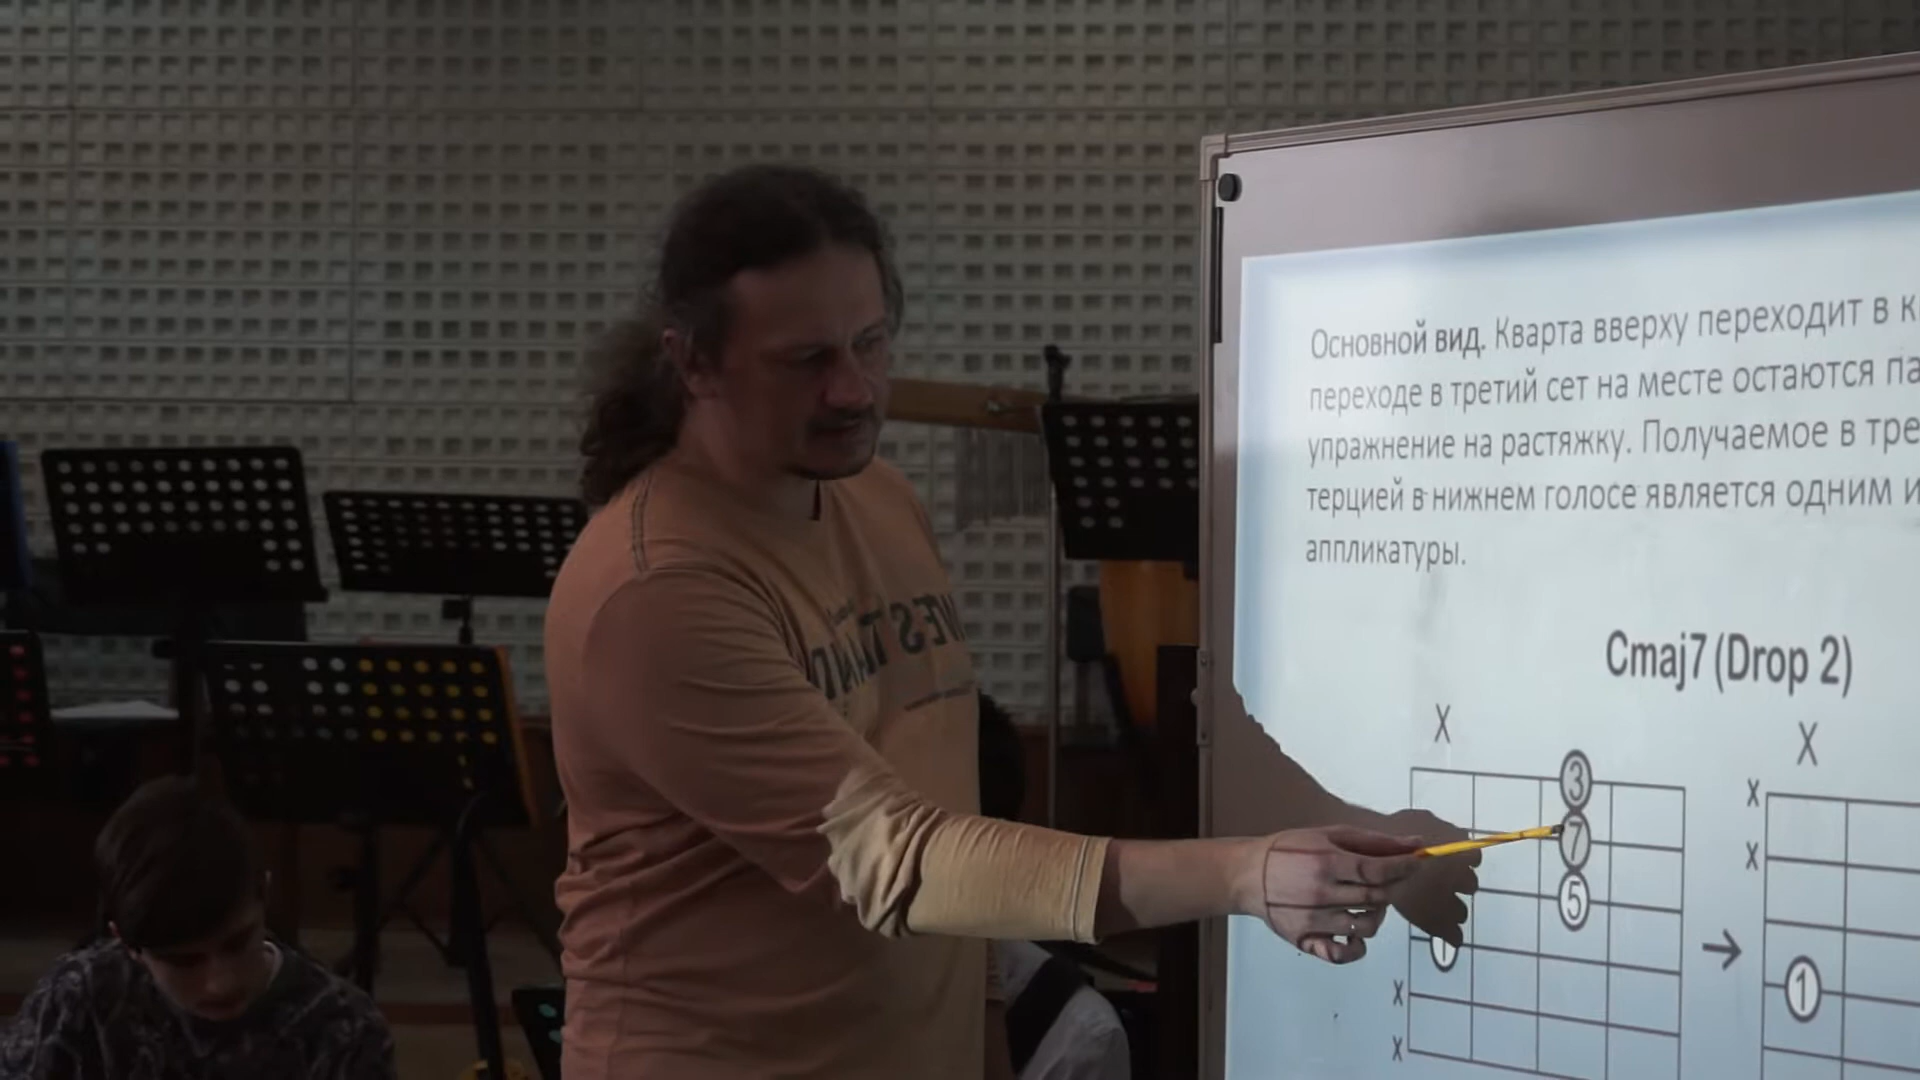 Основной вид. Кварта вверху переходит в
переходе в третий сет на месте остаются
упражнение на растяжку. Получаемое в
терцией в нижнем голосе является одним
аппликатуры.
Cmaj7 (Drop 2)
X X
3 X
7 X
5
1 → 1
X
X